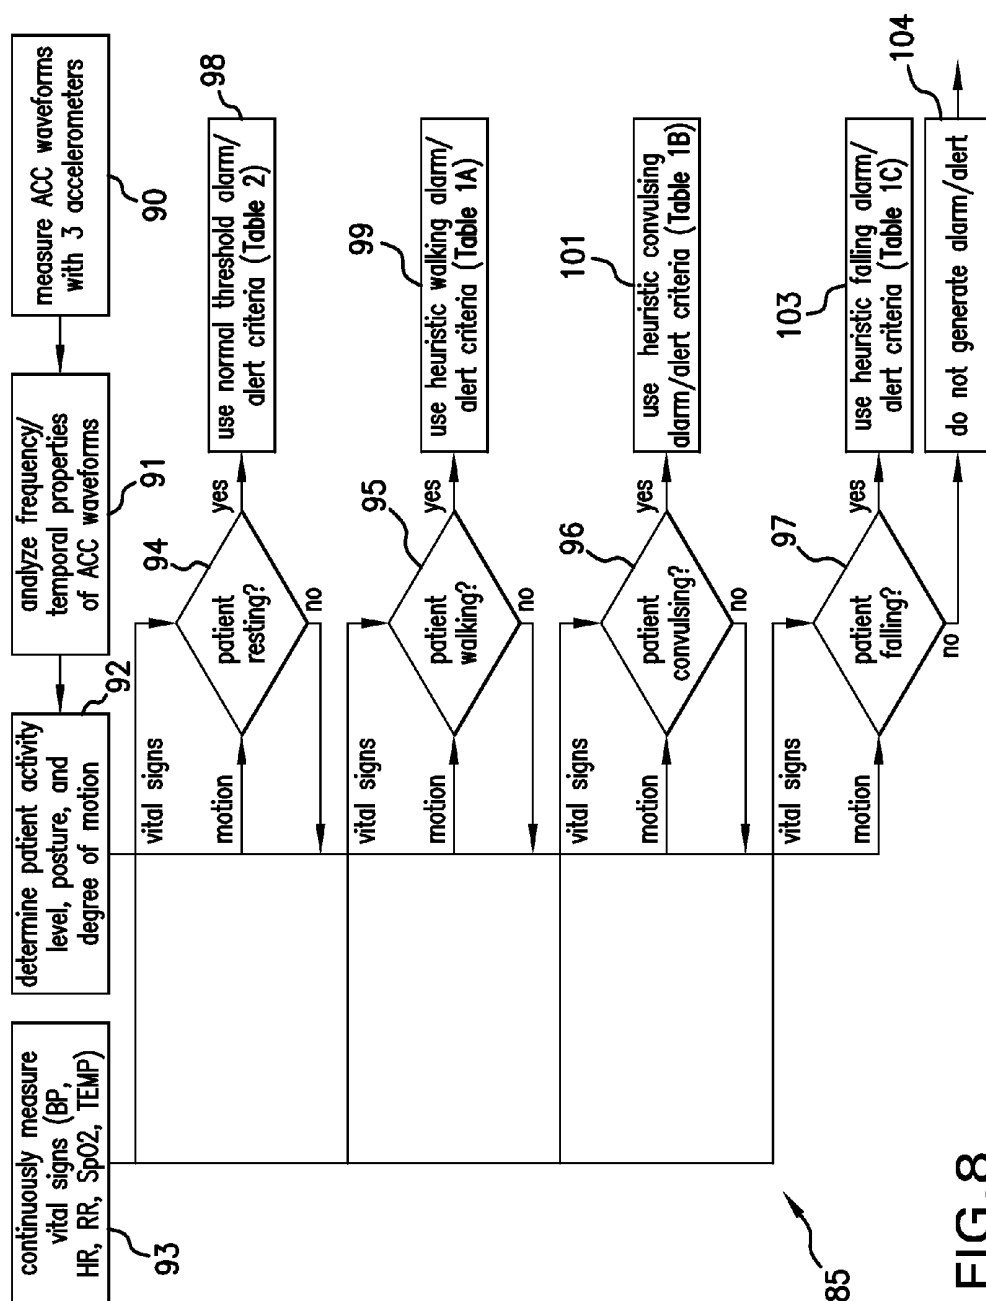 continuously measure
vital signs (BP,
HR, RR, SpO2, TEMP)
93
determine patient activity
level, posture, and
degree of motion
92
analyze frequency/
temporal properties
of ACC waveforms
91
measure ACC waveforms
with 3 accelerometers
90
vital signs
motion
patient
resting?
94
yes
no
use normal threshold alarm/
alert criteria (Table 2)
98
vital signs
motion
patient
walking?
95
yes
no
use heuristic walking alarm/
alert criteria (Table 1A)
99
vital signs
motion
patient
convulsing?
96
yes
no
use heuristic convulsing
alarm/alert criteria (Table 1B)
101
vital signs
motion
patient
falling?
97
yes
no
use heuristic falling alarm/
alert criteria (Table 1C)
103
do not generate alarm/alert
104
85
FIG.8